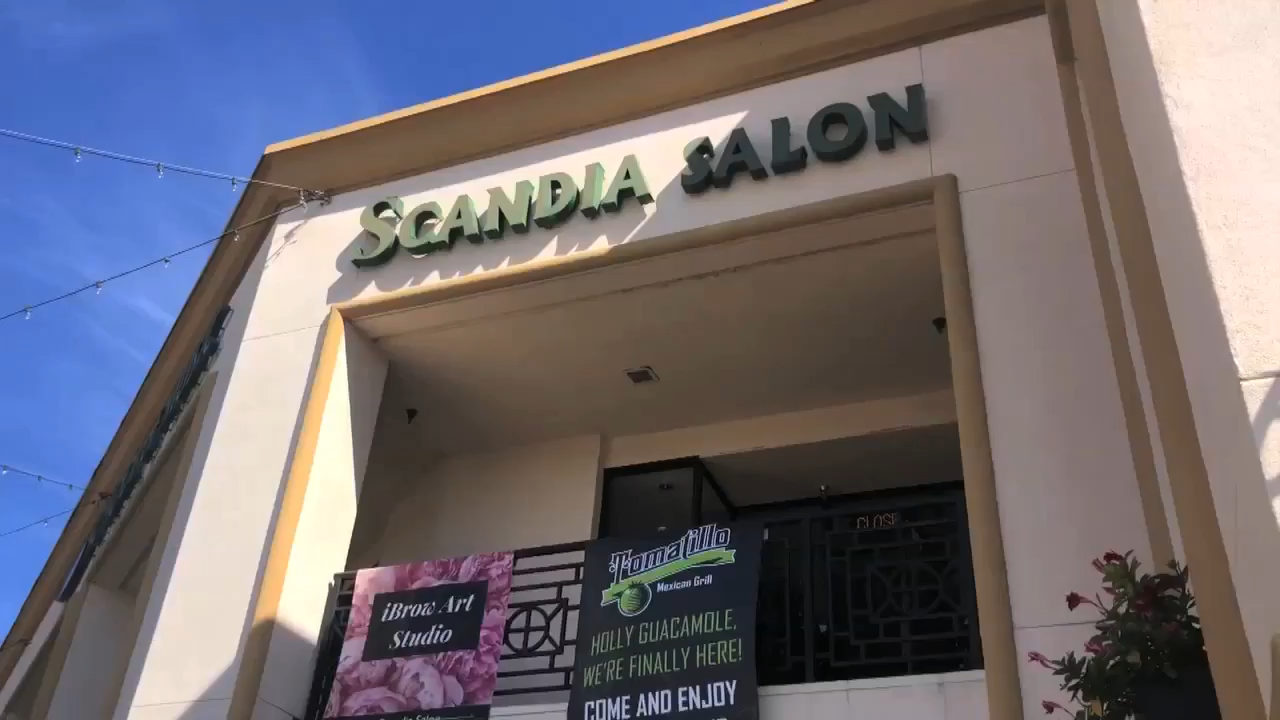 SCANDIA SALON
CLOSE
iBrow Art
Studio
Tomatillo
Mexican Grill
HOLLY GUACAMOLE,
WE'RE FINALLY HERE!
COME AND ENJOY